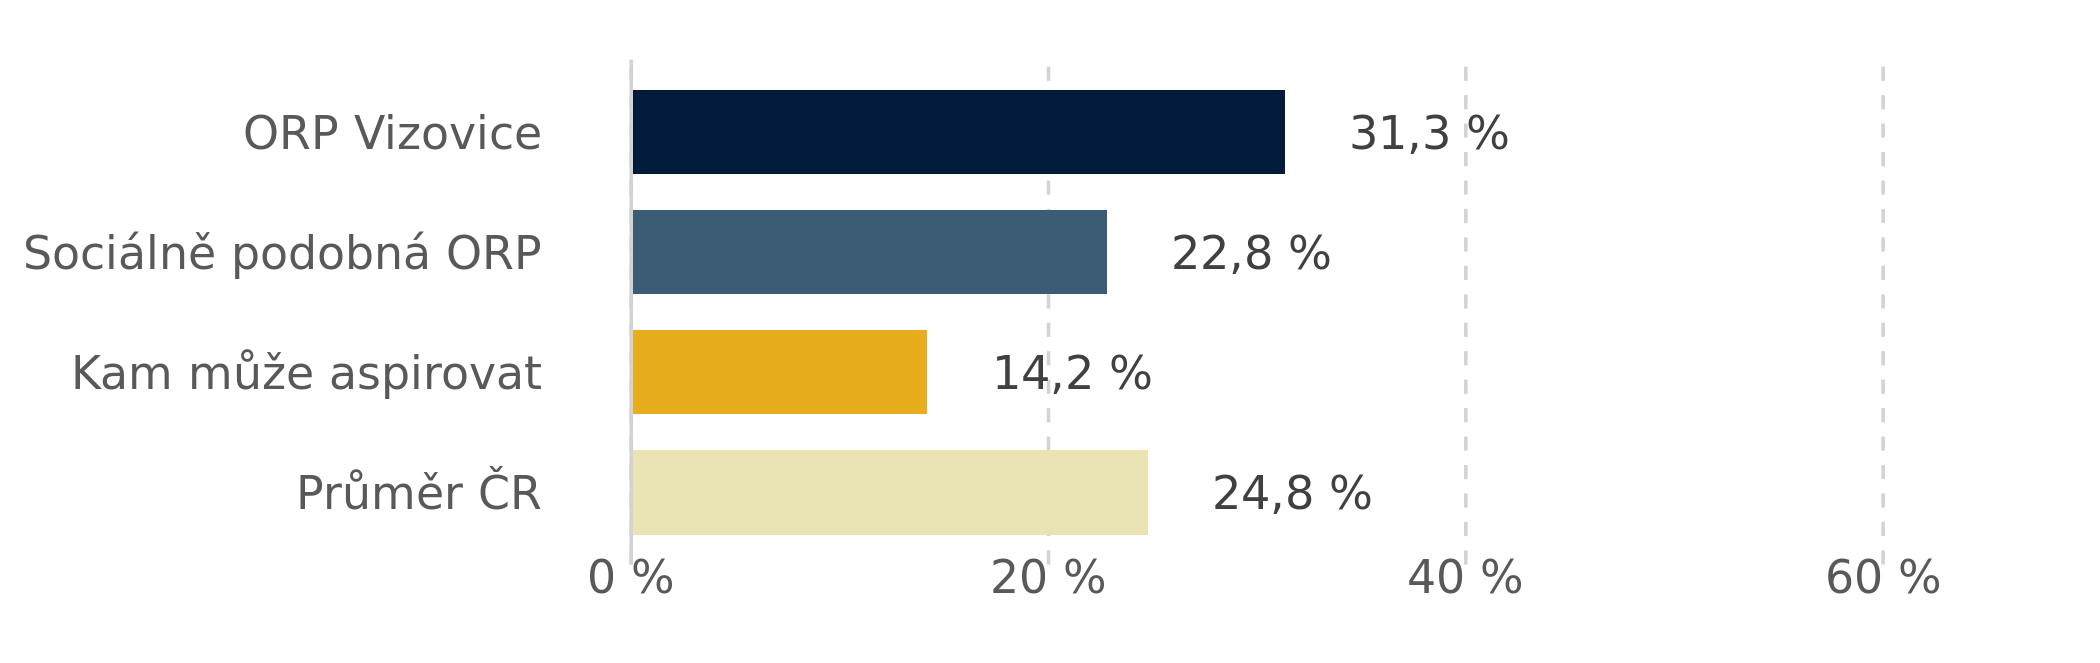 ORP Vizovice 31,3 %
Sociálně podobná ORP 22,8 %
Kam může aspirovat 14,2 %
Průměr ČR 24,8 %
0 % 20 % 40 % 60 %